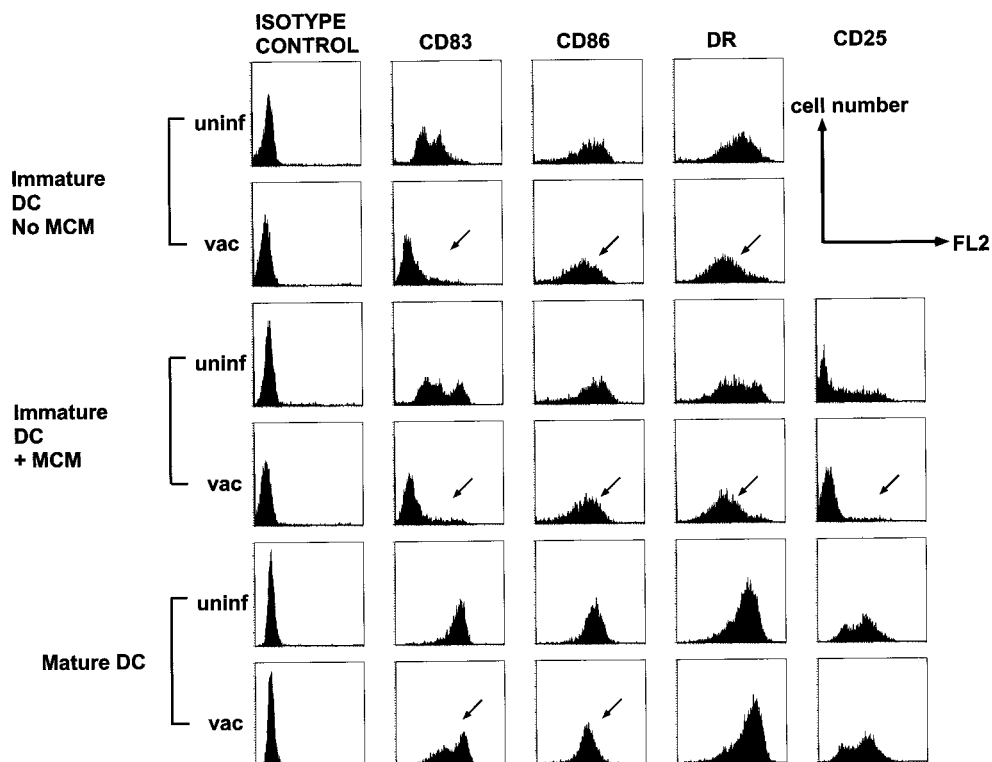 ISOTYPE
CONTROL
CD83
CD86
DR
CD25
cell number
FL2
Immature
DC
No MCM
uninf
vac
Immature
DC
+ MCM
uninf
vac
Mature DC
uninf
vac